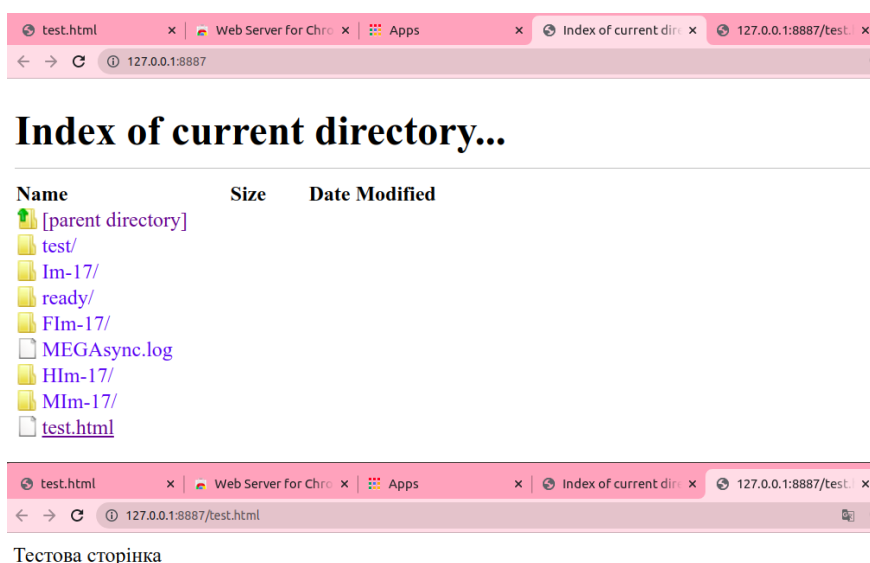 test.html Web Server for Chro Apps Index of current dire 127.0.0.1:8887/test.
127.0.0.1:8887
Index of current directory...
Name Size Date Modified
[parent directory]
test/
Im-17/
ready/
FIm-17/
MEGAsync.log
HIm-17/
MIm-17/
test.html
test.html Web Server for Chro Apps Index of current dire 127.0.0.1:8887/test.
127.0.0.1:8887/test.html
Тестова сторінка